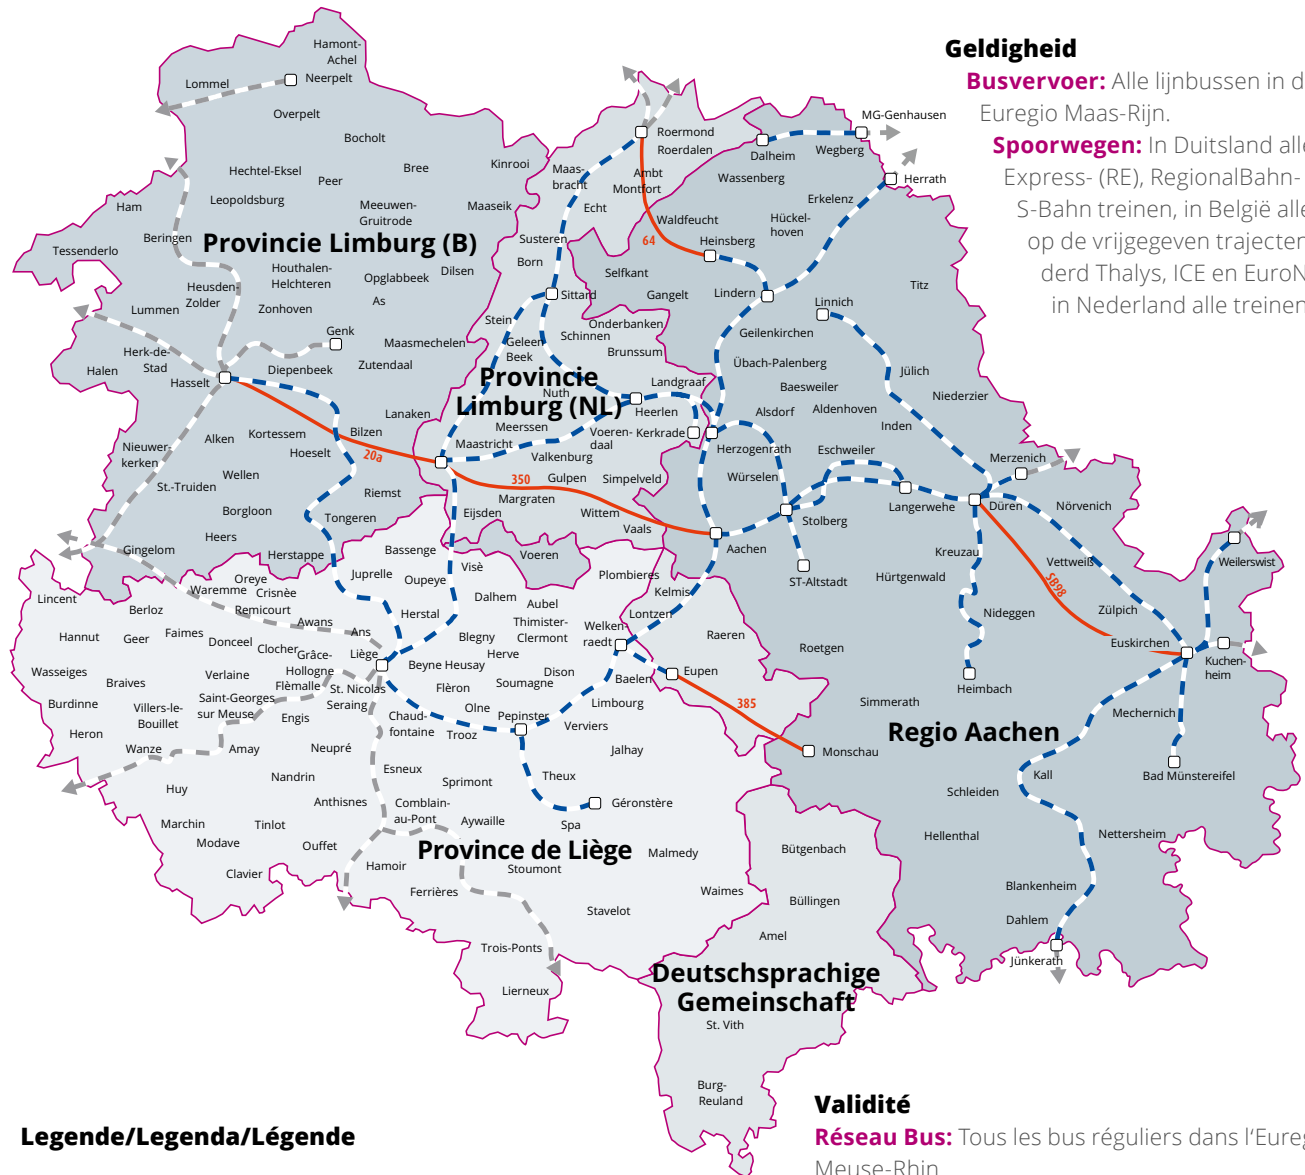 Geldigheid
Busvervoer: Alle lijnbussen in d
Euregio Maas-Rijn.
Spoorwegen: In Duitsland alle
Express- (RE), RegionalBahn-
S-Bahn treinen, in België alle
op de vrijgegeven trajecten
derd Thalys, ICE en EuroN
in Nederland alle treinen
Hamont-
Achel
Neerpelt
Lommel
Overpelt
Bocholt
Bree
Kinrooi
Hechtel-Eksel
Peer
Leopoldsburg
Meeuwen-
Gruitrode
Maaseik
Ham
Beringen
Tessenderlo
Provincie Limburg (B)
Houthalen-
Helchteren
Opglabbeek
Dilsen
Heusden-
Zolder
As
Lummen
Zonhoven
Genk
Maasmechelen
Herk-de-
Stad
Halen
Hasselt
Diepenbeek
Zutendaal
Lanaken
Nieuwer-
kerken
Alken
Kortessem
Bilzen
Hoeselt
20a
Wellen
St.-Truiden
Riemst
Borgloon
Tongeren
Heers
Gingelom
Herstappe
Roermond
Roerdalen
Maas-
bracht
Ambt
Montfort
Echt
Susteren
Born
64
Sittard
Stein
Geleen
Beek
Schinnen
Onderbanken
Brunssum
Provincie
Limburg (NL)
Nuth
Landgraaf
Heerlen
Meerssen
Voeren-
daal
Kerkrade
Maastricht
Valkenburg
350
Gulpen
Simpelveld
Margraten
Eijsden
Wittem
Vaals
Voeren
MG-Genhausen
Dalheim
Wegberg
Wassenberg
Herrath
Erkelenz
Waldfeucht
Hückel-
hoven
Heinsberg
Selfkant
Gangelt
Lindern
Linnich
Titz
Geilenkirchen
Übach-Palenberg
Jülich
Baesweiler
Niederzier
Alsdorf
Aldenhoven
Inden
Herzogenrath
Eschweiler
Merzenich
Würselen
Langerwehe
Düren
Nörvenich
Stolberg
Aachen
Kreuzau
Vettweiß
Weilerswist
ST-Altstadt
Hürtgenwald
SB98
Nideggen
Zülpich
Euskirchen
Roetgen
Kuchen-
heim
Heimbach
Simmerath
Mechernich
Regio Aachen
Monschau
Kall
Bad Münstereifel
Schleiden
Hellenthal
Nettersheim
Blankenheim
Dahlem
Jünkerath
Lincent
Oreye
Waremme
Crisnèe
Remicourt
Berloz
Hannut
Geer
Faimes
Donceel
Awans
Ans
Clocher
Grâce-
Hollogne
Liège
Wasseiges
Braives
Verlaine
Flèmalle
St. Nicolas
Burdinne
Villers-le-
Bouillet
Saint-Georges
sur Meuse
Seraing
Engis
Heron
Wanze
Amay
Neupré
Huy
Nandrin
Anthisnes
Marchin
Tinlot
Modave
Ouffet
Clavier
Bassenge
Juprelle
Oupeye
Visè
Herstal
Dalhem
Aubel
Thimister-
Clermont
Blegny
Herve
Beyne Heusay
Dison
Flèron
Soumagne
Chaud-
fontaine
Olne
Trooz
Pepinster
Verviers
Limbourg
Baelen
Welken-
raedt
Plombieres
Kelmis
Lontzen
Raeren
Eupen
385
Jalhay
Esneux
Sprimont
Theux
Géronstère
Comblain-
au-Pont
Aywaille
Spa
Province de Liège
Malmedy
Hamoir
Stoumont
Ferrières
Waimes
Stavelot
Trois-Ponts
Lierneux
Bütgenbach
Büllingen
Amel
Deutschsprachige
Gemeinschaft
St. Vith
Burg-
Reuland
Legende/Legenda/Légende
Validité
Réseau Bus: Tous les bus réguliers dans l‘Eureg
Meuse-Rhin